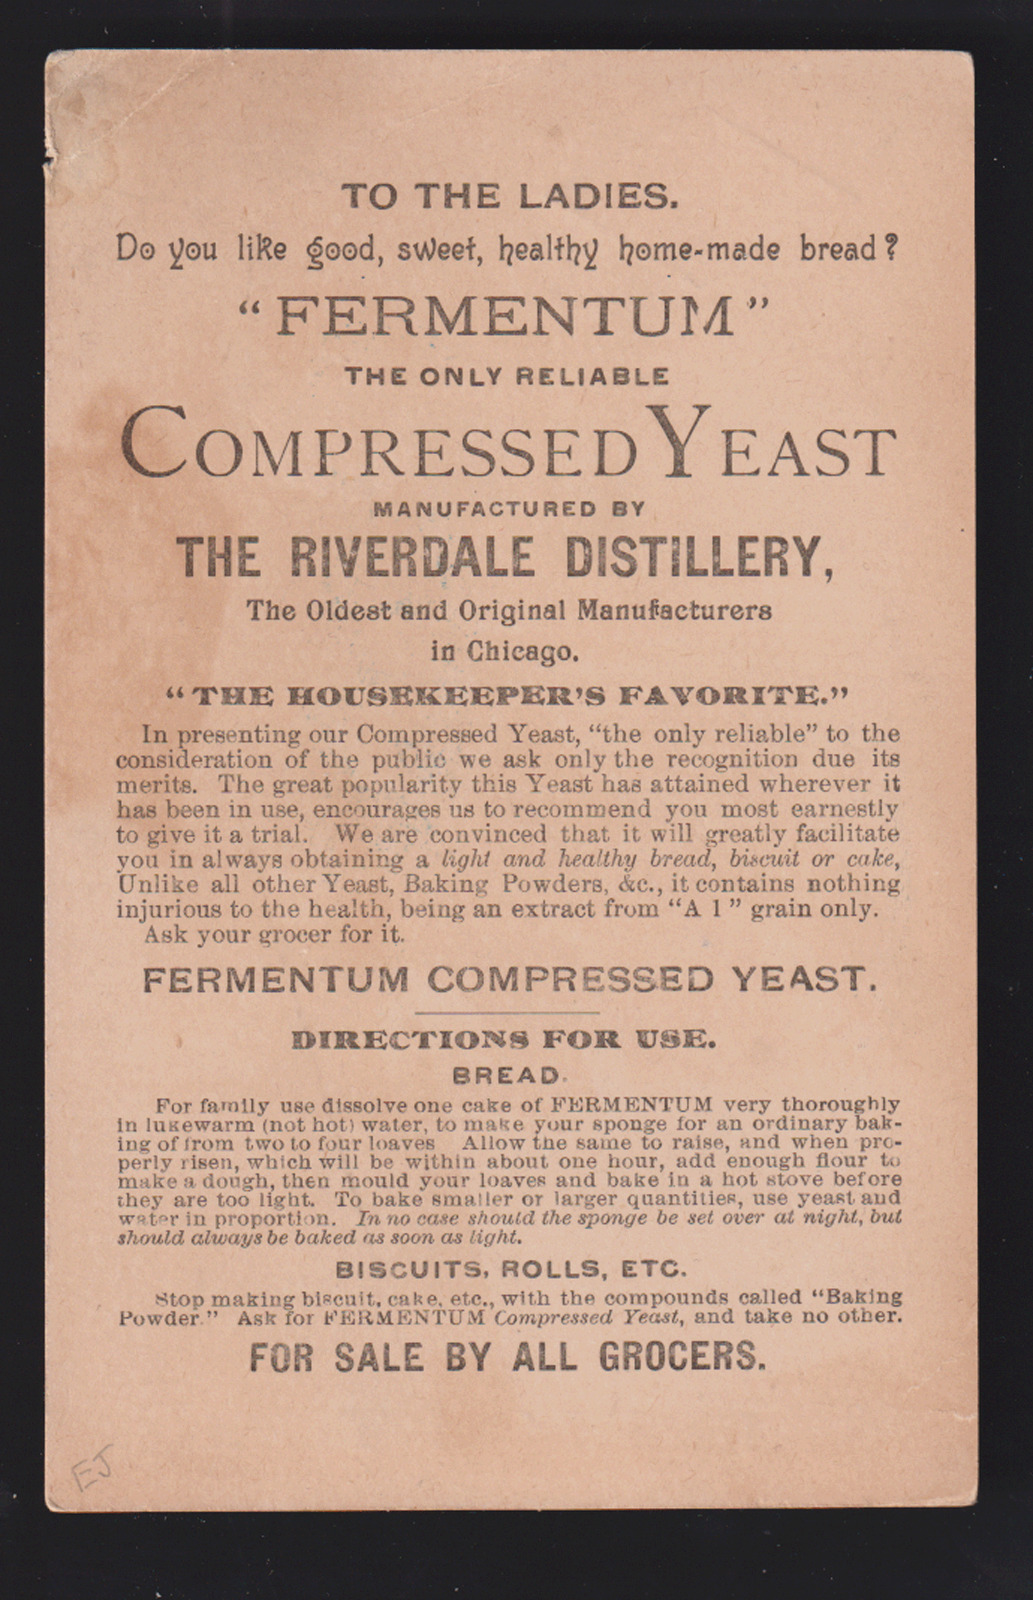 TO THE LADIES.
Do you like good, sweet, healthy home-made bread?
"FERMENTUM"
THE ONLY RELIABLE
COMPRESSED YEAST
MANUFACTURED BY
THE RIVERDALE DISTILLERY,
The Oldest and Original Manufacturers
in Chicago.
"THE HOUSEKEEPER'S FAVORITE."
In presenting our Compressed Yeast, "the only reliable" to the
consideration of the public we ask only the recognition due its
merits. The great popularity this Yeast has attained wherever it
has been in use, encourages us to recommend you most earnestly
to give it a trial. We are convinced that it will greatly facilitate
you in always obtaining a light and healthy bread, biscuit or cake,
Unlike all other Yeast, Baking Powders, &c., it contains nothing
injurious to the health, being an extract from "A 1" grain only.
Ask your grocer for it.
FERMENTUM COMPRESSED YEAST.
DIRECTIONS FOR USE.
BREAD.
For family use dissolve one cake of FERMENTUM very thoroughly
in lukewarm (not hot) water, to make your sponge for an ordinary bak-
ing of from two to four loaves Allow the same to raise, and when pro-
perly risen, which will be within about one hour, add enough flour to
make a dough, then mould your loaves and bake in a hot stove before
they are too light. To bake smaller or larger quantities, use yeast and
water in proportion. In no case should the sponge be set over at night, but
should always be baked as soon as light.
BISCUITS, ROLLS, ETC.
Stop making biscuit, cake, etc., with the compounds called "Baking
Powder." Ask for FERMENTUM Compressed Yeast, and take no other.
FOR SALE BY ALL GROCERS.
EJ